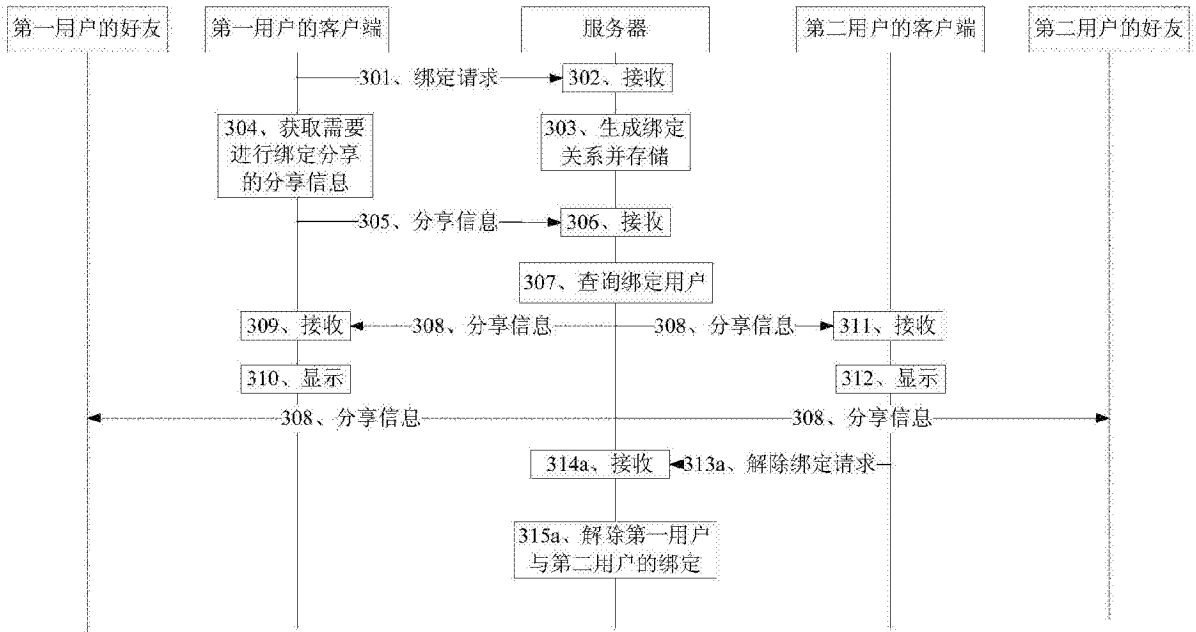 第一用户的好友
第一用户的客户端
服务器
第二用户的客户端
第二用户的好友
301、绑定请求
302、接收
304、获取需要
进行绑定分享
的分享信息
303、生成绑定
关系并存储
305、分享信息
306、接收
307、查询绑定用户
309、接收
308、分享信息
308、分享信息
311、接收
310、显示
312、显示
308、分享信息
308、分享信息
314a、接收
313a、解除绑定请求
315a、解除第一用户
与第二用户的绑定